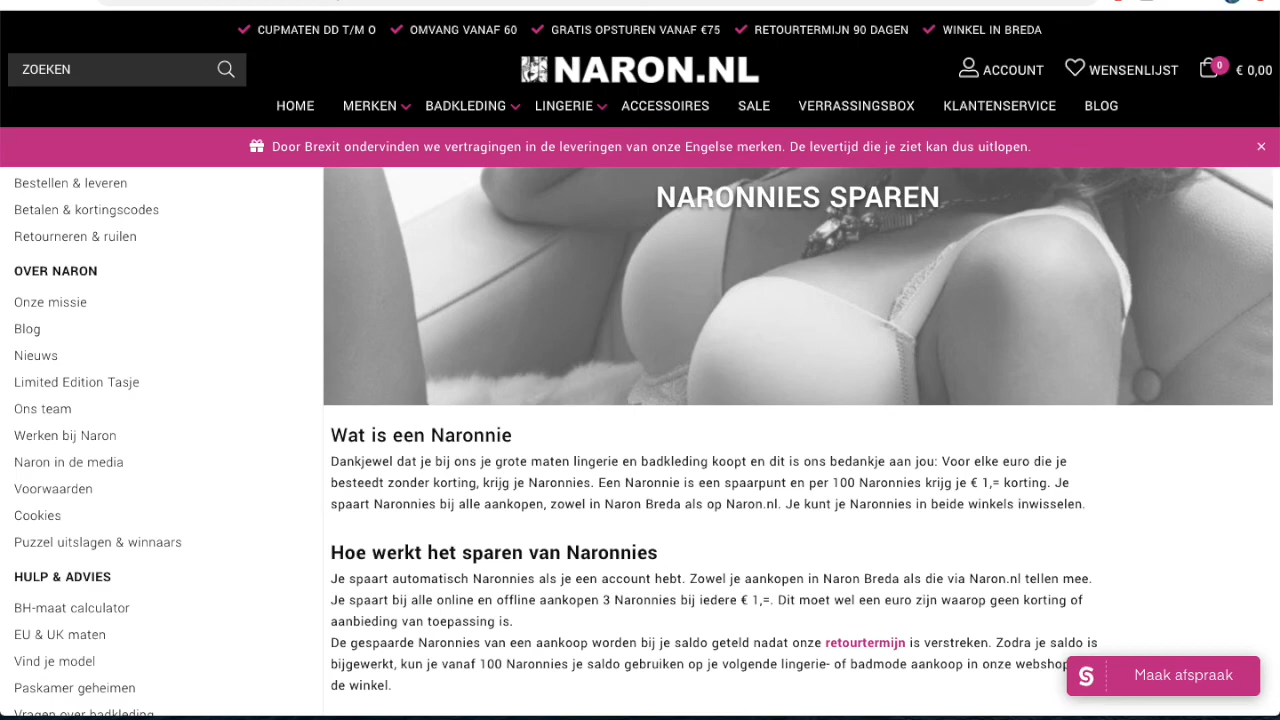 CUPMATEN DD T/M O OMVANG VANAF 60 GRATIS OPSTUREN VANAF €75 RETOURTERMIJN 90 DAGEN WINKEL IN BREDA
ZOEKEN
NARON.NL
ACCOUNT WENSENLIJST 0 € 0,00
HOME MERKEN BADKLEDING LINGERIE ACCESSOIRES SALE VERRASSINGSBOX KLANTENSERVICE BLOG
Door Brexit ondervinden we vertragingen in de leveringen van onze Engelse merken. De levertijd die je ziet kan dus uitlopen. ×
Bestellen & leveren
Betalen & kortingscodes
Retourneren & ruilen
OVER NARON
Onze missie
Blog
Nieuws
Limited Edition Tasje
Ons team
Werken bij Naron
Naron in de media
Voorwaarden
Cookies
Puzzel uitslagen & winnaars
HULP & ADVIES
BH-maat calculator
EU & UK maten
Vind je model
Paskamer geheimen
Vragen over badkleding
NARONNIES SPAREN
Wat is een Naronnie
Dankjewel dat je bij ons je grote maten lingerie en badkleding koopt en dit is ons bedankje aan jou: Voor elke euro die je
besteedt zonder korting, krijg je Naronnies. Een Naronnie is een spaarpunt en per 100 Naronnies krijg je € 1,= korting. Je
spaart Naronnies bij alle aankopen, zowel in Naron Breda als op Naron.nl. Je kunt je Naronnies in beide winkels inwisselen.
Hoe werkt het sparen van Naronnies
Je spaart automatisch Naronnies als je een account hebt. Zowel je aankopen in Naron Breda als die via Naron.nl tellen mee.
Je spaart bij alle online en offline aankopen 3 Naronnies bij iedere € 1,=. Dit moet wel een euro zijn waarop geen korting of
aanbieding van toepassing is.
De gespaarde Naronnies van een aankoop worden bij je saldo geteld nadat onze retourtermijn is verstreken. Zodra je saldo is
bijgewerkt, kun je vanaf 100 Naronnies je saldo gebruiken op je volgende lingerie- of badmode aankoop in onze webshop
de winkel.
Maak afspraak